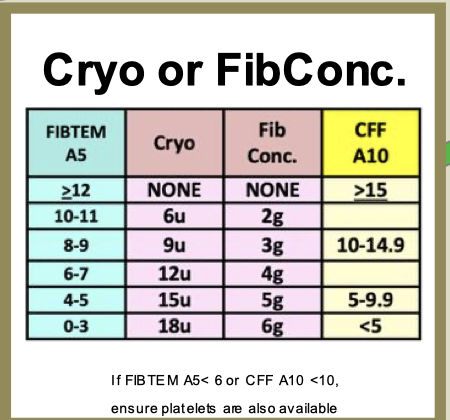 Cryo or FibConc.
FIBTEM A5 Cryo Fib Conc. CFF A10
≥12 NONE NONE ≥15
10-11 6u 2g
8-9 9u 3g 10-14.9
6-7 12u 4g
4-5 15u 5g 5-9.9
0-3 18u 6g <5
If FIBTEM A5< 6 or CFF A10 <10,
ensure platelets are also available